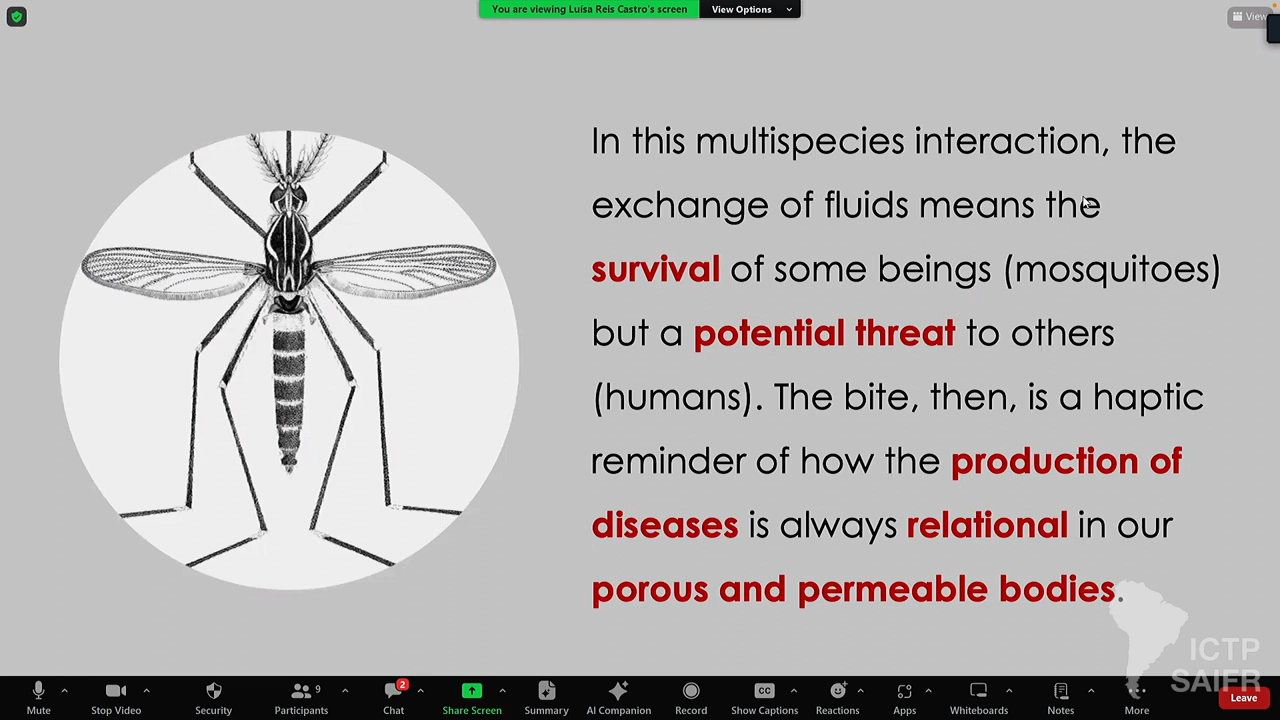 You are viewing Luísa Reis Castro's screen
View Options
View
In this multispecies interaction, the
exchange of fluids means the
survival of some beings (mosquitoes)
but a potential threat to others
(humans). The bite, then, is a haptic
reminder of how the production of
diseases is always relational in our
porous and permeable bodies.
ICTP
SAIFR
9
2
Mute
Stop Video
Security
Participants
Chat
Share Screen
Summary
AI Companion
Record
Show Captions
Reactions
Apps
Whiteboards
Notes
More
Leave